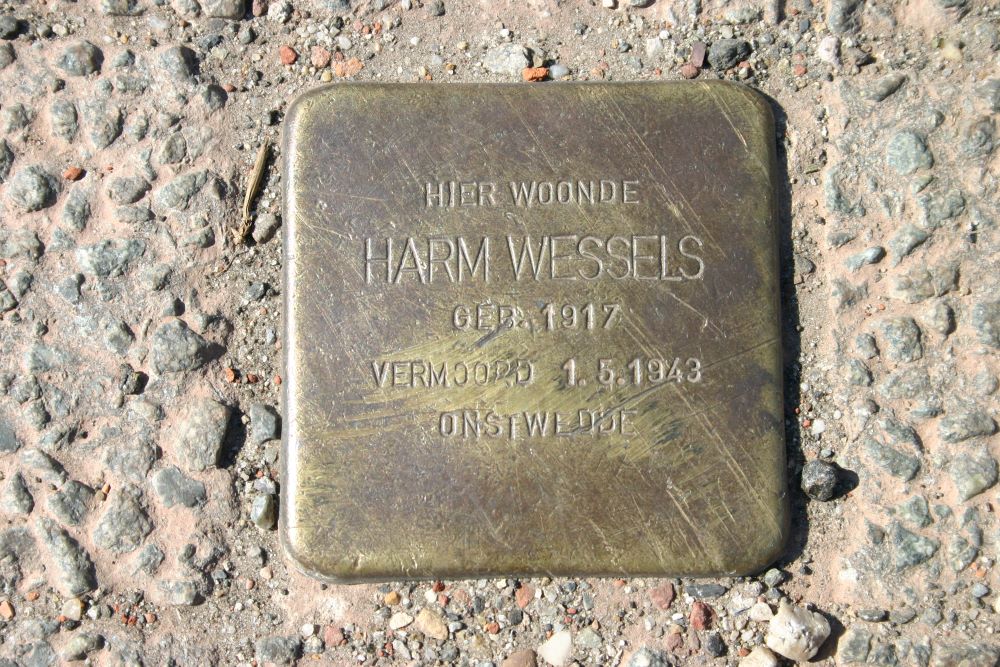 HIER WOONDE
HARM WESSELS
GEB. 1917
VERMOORD 1.5.1943
ONSTWEDDE